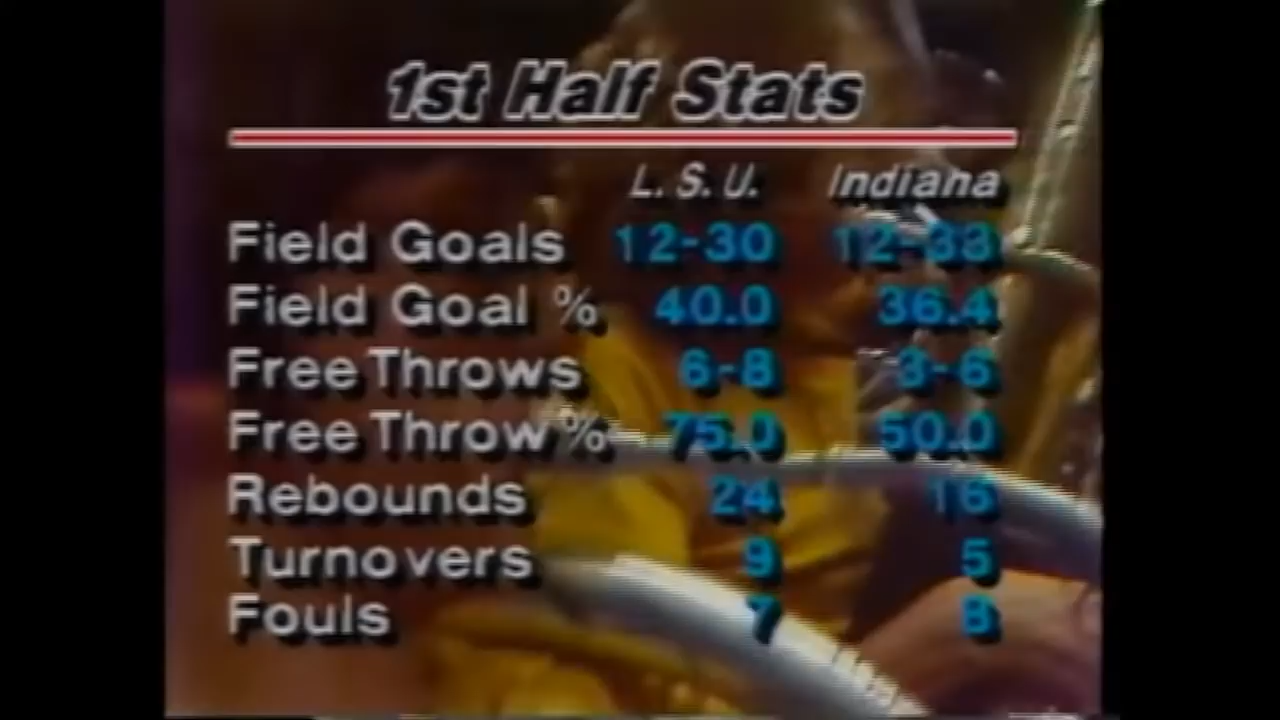 1st Half Stats
L.S.U. Indiana
Field Goals 12-30 12-33
Field Goal % 40.0 36.4
Free Throws 6-8 3-6
Free Throw % 75.0 50.0
Rebounds 24 16
Turnovers 9 5
Fouls 7 8